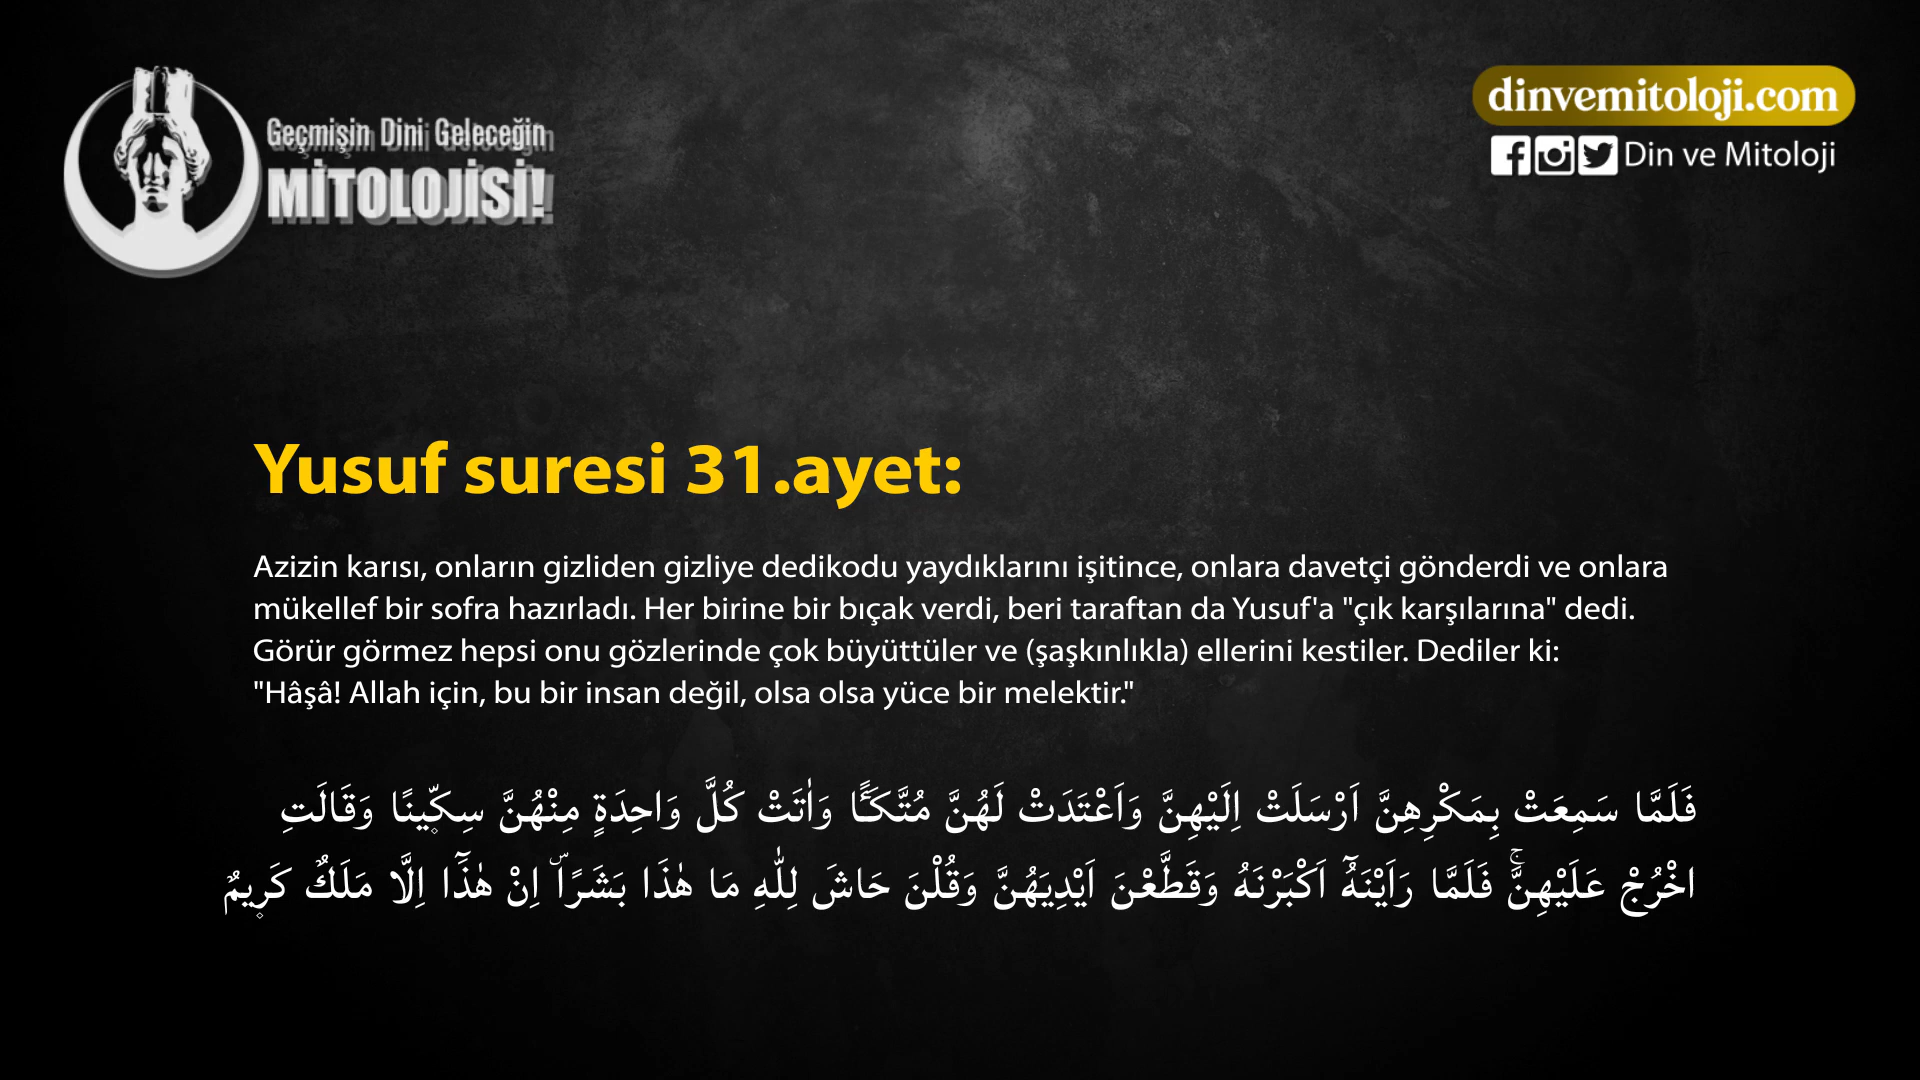 Geçmişin Dini Geleceğin
MİTOLOJİSİ!
dinvemitoloji.com
Din ve Mitoloji
Yusuf suresi 31.ayet:
Azizin karısı, onların gizliden gizliye dedikodu yaydıklarını işitince, onlara davetçi gönderdi ve onlara
mükellef bir sofra hazırladı. Her birine bir bıçak verdi, beri taraftan da Yusuf'a "çık karşılarına" dedi.
Görür görmez hepsi onu gözlerinde çok büyüttüler ve (şaşkınlıkla) ellerini kestiler. Dediler ki:
"Hâşâ! Allah için, bu bir insan değil, olsa olsa yüce bir melektir."
فَلَمَّا سَمِعَتْ بِمَكْرِهِنَّ اَرْسَلَتْ اِلَيْهِنَّ وَاَعْتَدَتْ لَهُنَّ مُتَّكَـًٔا وَاٰتَتْ كُلَّ وَاحِدَةٍ مِنْهُنَّ سِكّ۪ينًا وَقَالَتِ
اخْرُجْ عَلَيْهِنَّۚ فَلَمَّا رَاَيْنَهُٓ اَكْبَرْنَهُ وَقَطَّعْنَ اَيْدِيَهُنَّ وَقُلْنَ حَاشَ لِلّٰهِ مَا هٰذَا بَشَرًاۜ اِنْ هٰذَٓا اِلَّا مَلَكٌ كَر۪يمٌ